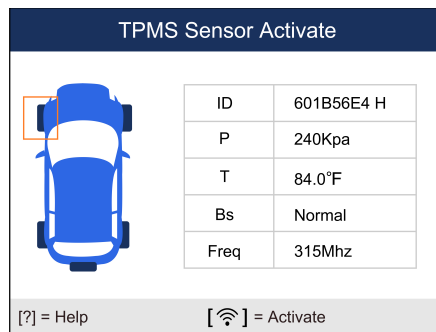 TPMS Sensor Activate
ID 601B56E4 H
P 240Kpa
T 84.0°F
Bs Normal
Freq 315Mhz
[?] = Help [ ] = Activate